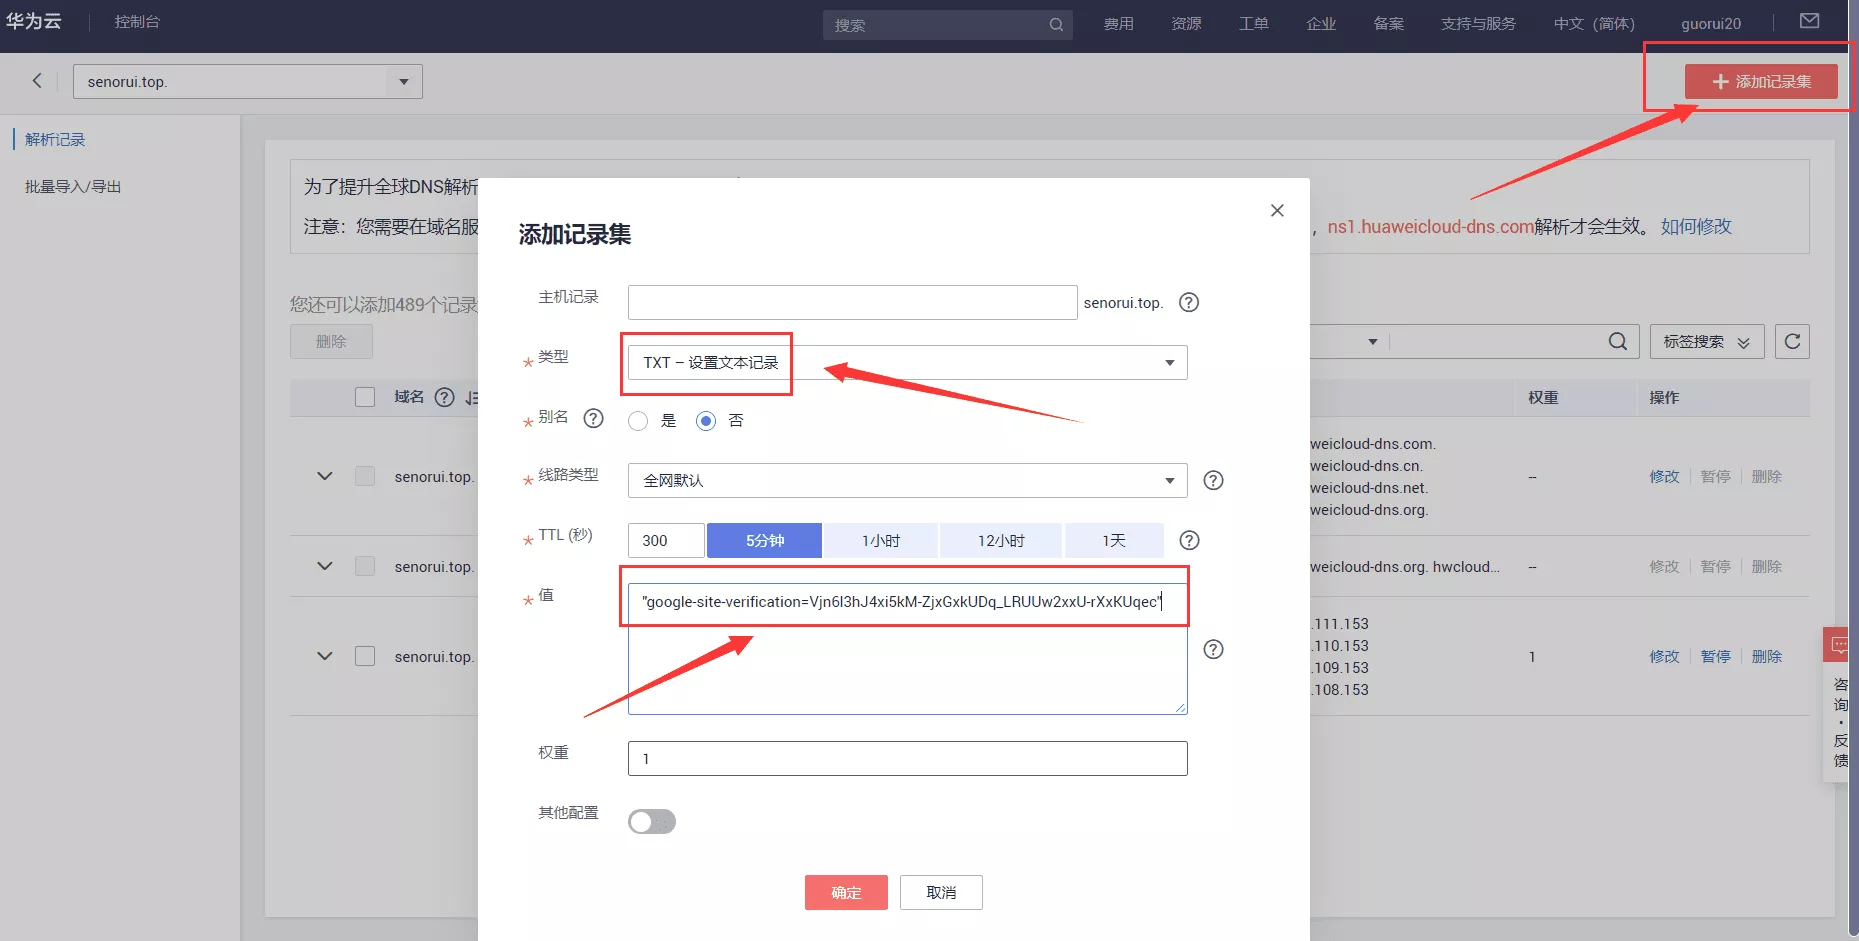 华为云
控制台
搜索
费用
资源
工单
企业
备案
支持与服务
中文（简体）
guorui20
senorui.top.
添加记录集
解析记录
批量导入/导出
为了提升全球DNS解析
注意：您需要在域名服
，ns1.huaweicloud-dns.com解析才会生效。 如何修改
您还可以添加489个记录
删除
标签搜索
域名
权重
操作
senorui.top.
weicloud-dns.com.
weicloud-dns.cn.
weicloud-dns.net.
weicloud-dns.org.
--
修改 暂停 删除
senorui.top.
weicloud-dns.org. hwcloud...
--
修改 暂停 删除
senorui.top.
.111.153
.110.153
.109.153
.108.153
1
修改 暂停 删除
添加记录集
主机记录
senorui.top.
* 类型
TXT – 设置文本记录
* 别名
是
否
* 线路类型
全网默认
* TTL (秒)
300
5分钟
1小时
12小时
1天
* 值
"google-site-verification=Vjn6I3hJ4xi5kM-ZjxGxkUDq_LRUUw2xxU-rXxKUqec"
权重
1
其他配置
确定
取消
咨
询
·
反
馈